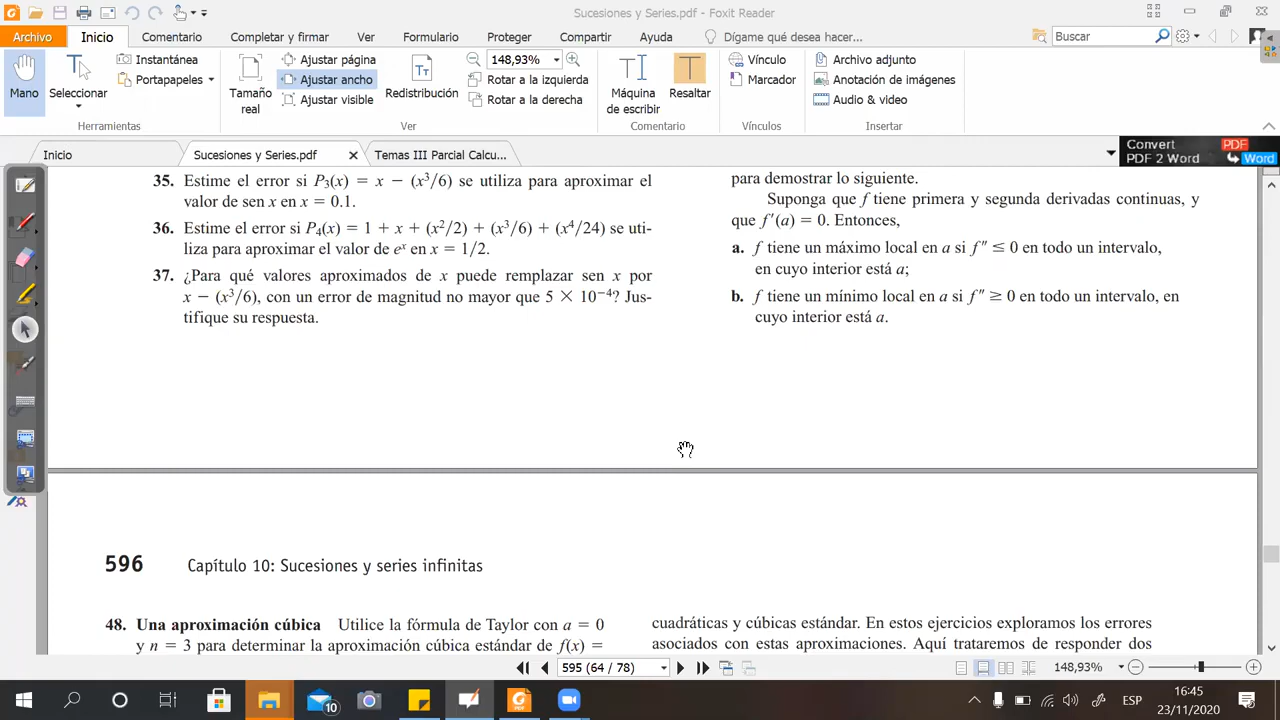 Sucesiones y Series.pdf - Foxit Reader
Archivo
Inicio
Comentario
Completar y firmar
Ver
Formulario
Proteger
Compartir
Ayuda
Dígame qué desea hacer...
Buscar
Mano
Seleccionar
Instantánea
Portapapeles
Herramientas
Tamaño
real
Ajustar página
Ajustar ancho
Ajustar visible
Redistribución
148,93%
Rotar a la izquierda
Rotar a la derecha
Ver
Máquina
de escribir
Resaltar
Comentario
Vínculo
Marcador
Vínculos
Archivo adjunto
Anotación de imágenes
Audio & video
Insertar
Inicio
Sucesiones y Series.pdf
Temas III Parcial Calcu...
Convert PDF
PDF 2 Word Word
35. Estime el error si P₃(x) = x − (x³/6) se utiliza para aproximar el
valor de sen x en x = 0.1.
36. Estime el error si P₄(x) = 1 + x + (x²/2) + (x³/6) + (x⁴/24) se uti-
liza para aproximar el valor de eˣ en x = 1/2.
37. ¿Para qué valores aproximados de x puede remplazar sen x por
x − (x³/6), con un error de magnitud no mayor que 5 × 10⁻⁴? Jus-
tifique su respuesta.
para demostrar lo siguiente.
Suponga que f tiene primera y segunda derivadas continuas, y
que f′(a) = 0. Entonces,
a. f tiene un máximo local en a si f″ ≤ 0 en todo un intervalo,
en cuyo interior está a;
b. f tiene un mínimo local en a si f″ ≥ 0 en todo un intervalo, en
cuyo interior está a.
596 Capítulo 10: Sucesiones y series infinitas
48. Una aproximación cúbica Utilice la fórmula de Taylor con a = 0
y n = 3 para determinar la aproximación cúbica estándar de f(x) =
cuadráticas y cúbicas estándar. En estos ejercicios exploramos los errores
asociados con estas aproximaciones. Aquí trataremos de responder dos
595 (64 / 78)
148,93%
10
ESP
16:45
23/11/2020